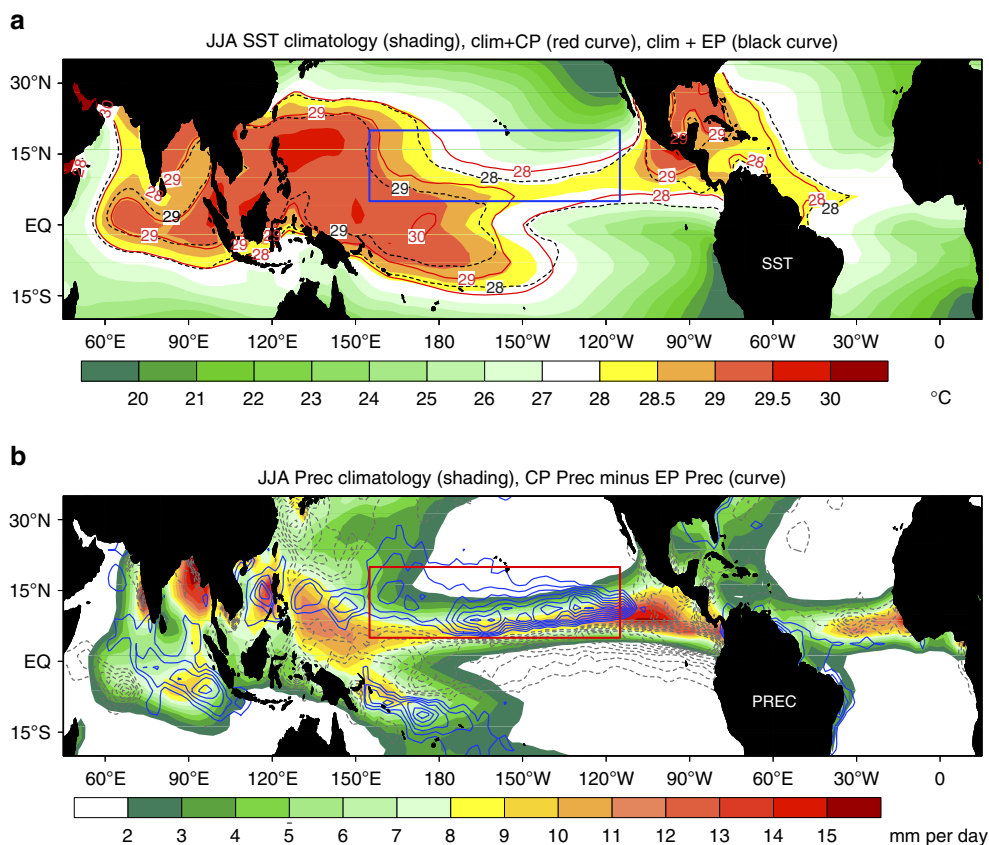 a
JJA SST climatology (shading), clim+CP (red curve), clim + EP (black curve)
30°N
15°N
EQ
15°S
30
28
29
28
29
29
29
29
29
28
29
29
30
29
28
28
28
28
29
29
29
28
28
28
SST
60°E 90°E 120°E 150°E 180° 150°W 120°W 90°W 60°W 30°W 0
20 21 22 23 24 25 26 27 28 28.5 29 29.5 30 °C
b
JJA Prec climatology (shading), CP Prec minus EP Prec (curve)
30°N
15°N
EQ
15°S
PREC
60°E 90°E 120°E 150°E 180° 150°W 120°W 90°W 60°W 30°W 0
2 3 4 5 6 7 8 9 10 11 12 13 14 15 mm per day